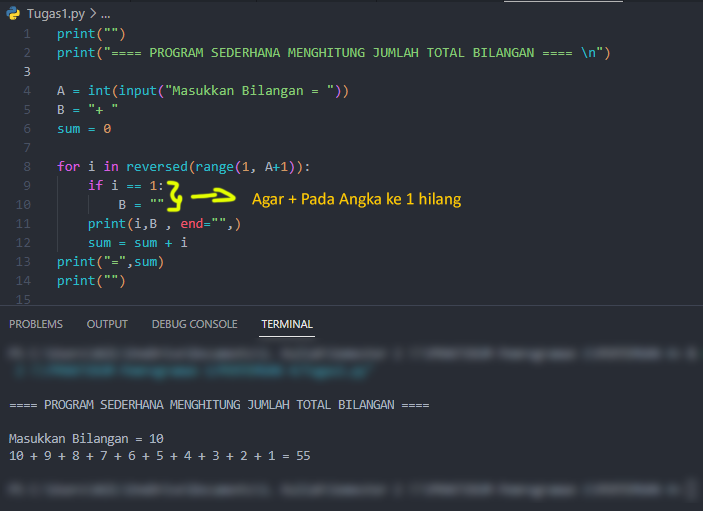 Tugas1.py > ...
1 print("")
2 print("==== PROGRAM SEDERHANA MENGHITUNG JUMLAH TOTAL BILANGAN ==== \n")
3
4 A = int(input("Masukkan Bilangan = "))
5 B = "+ "
6 sum = 0
7
8 for i in reversed(range(1, A+1)):
9 if i == 1:
10 B = ""
Agar + Pada Angka ke 1 hilang
11 print(i,B , end="",)
12 sum = sum + i
13 print("=",sum)
14 print("")
15
PROBLEMS OUTPUT DEBUG CONSOLE TERMINAL
==== PROGRAM SEDERHANA MENGHITUNG JUMLAH TOTAL BILANGAN ====
Masukkan Bilangan = 10
10 + 9 + 8 + 7 + 6 + 5 + 4 + 3 + 2 + 1 = 55